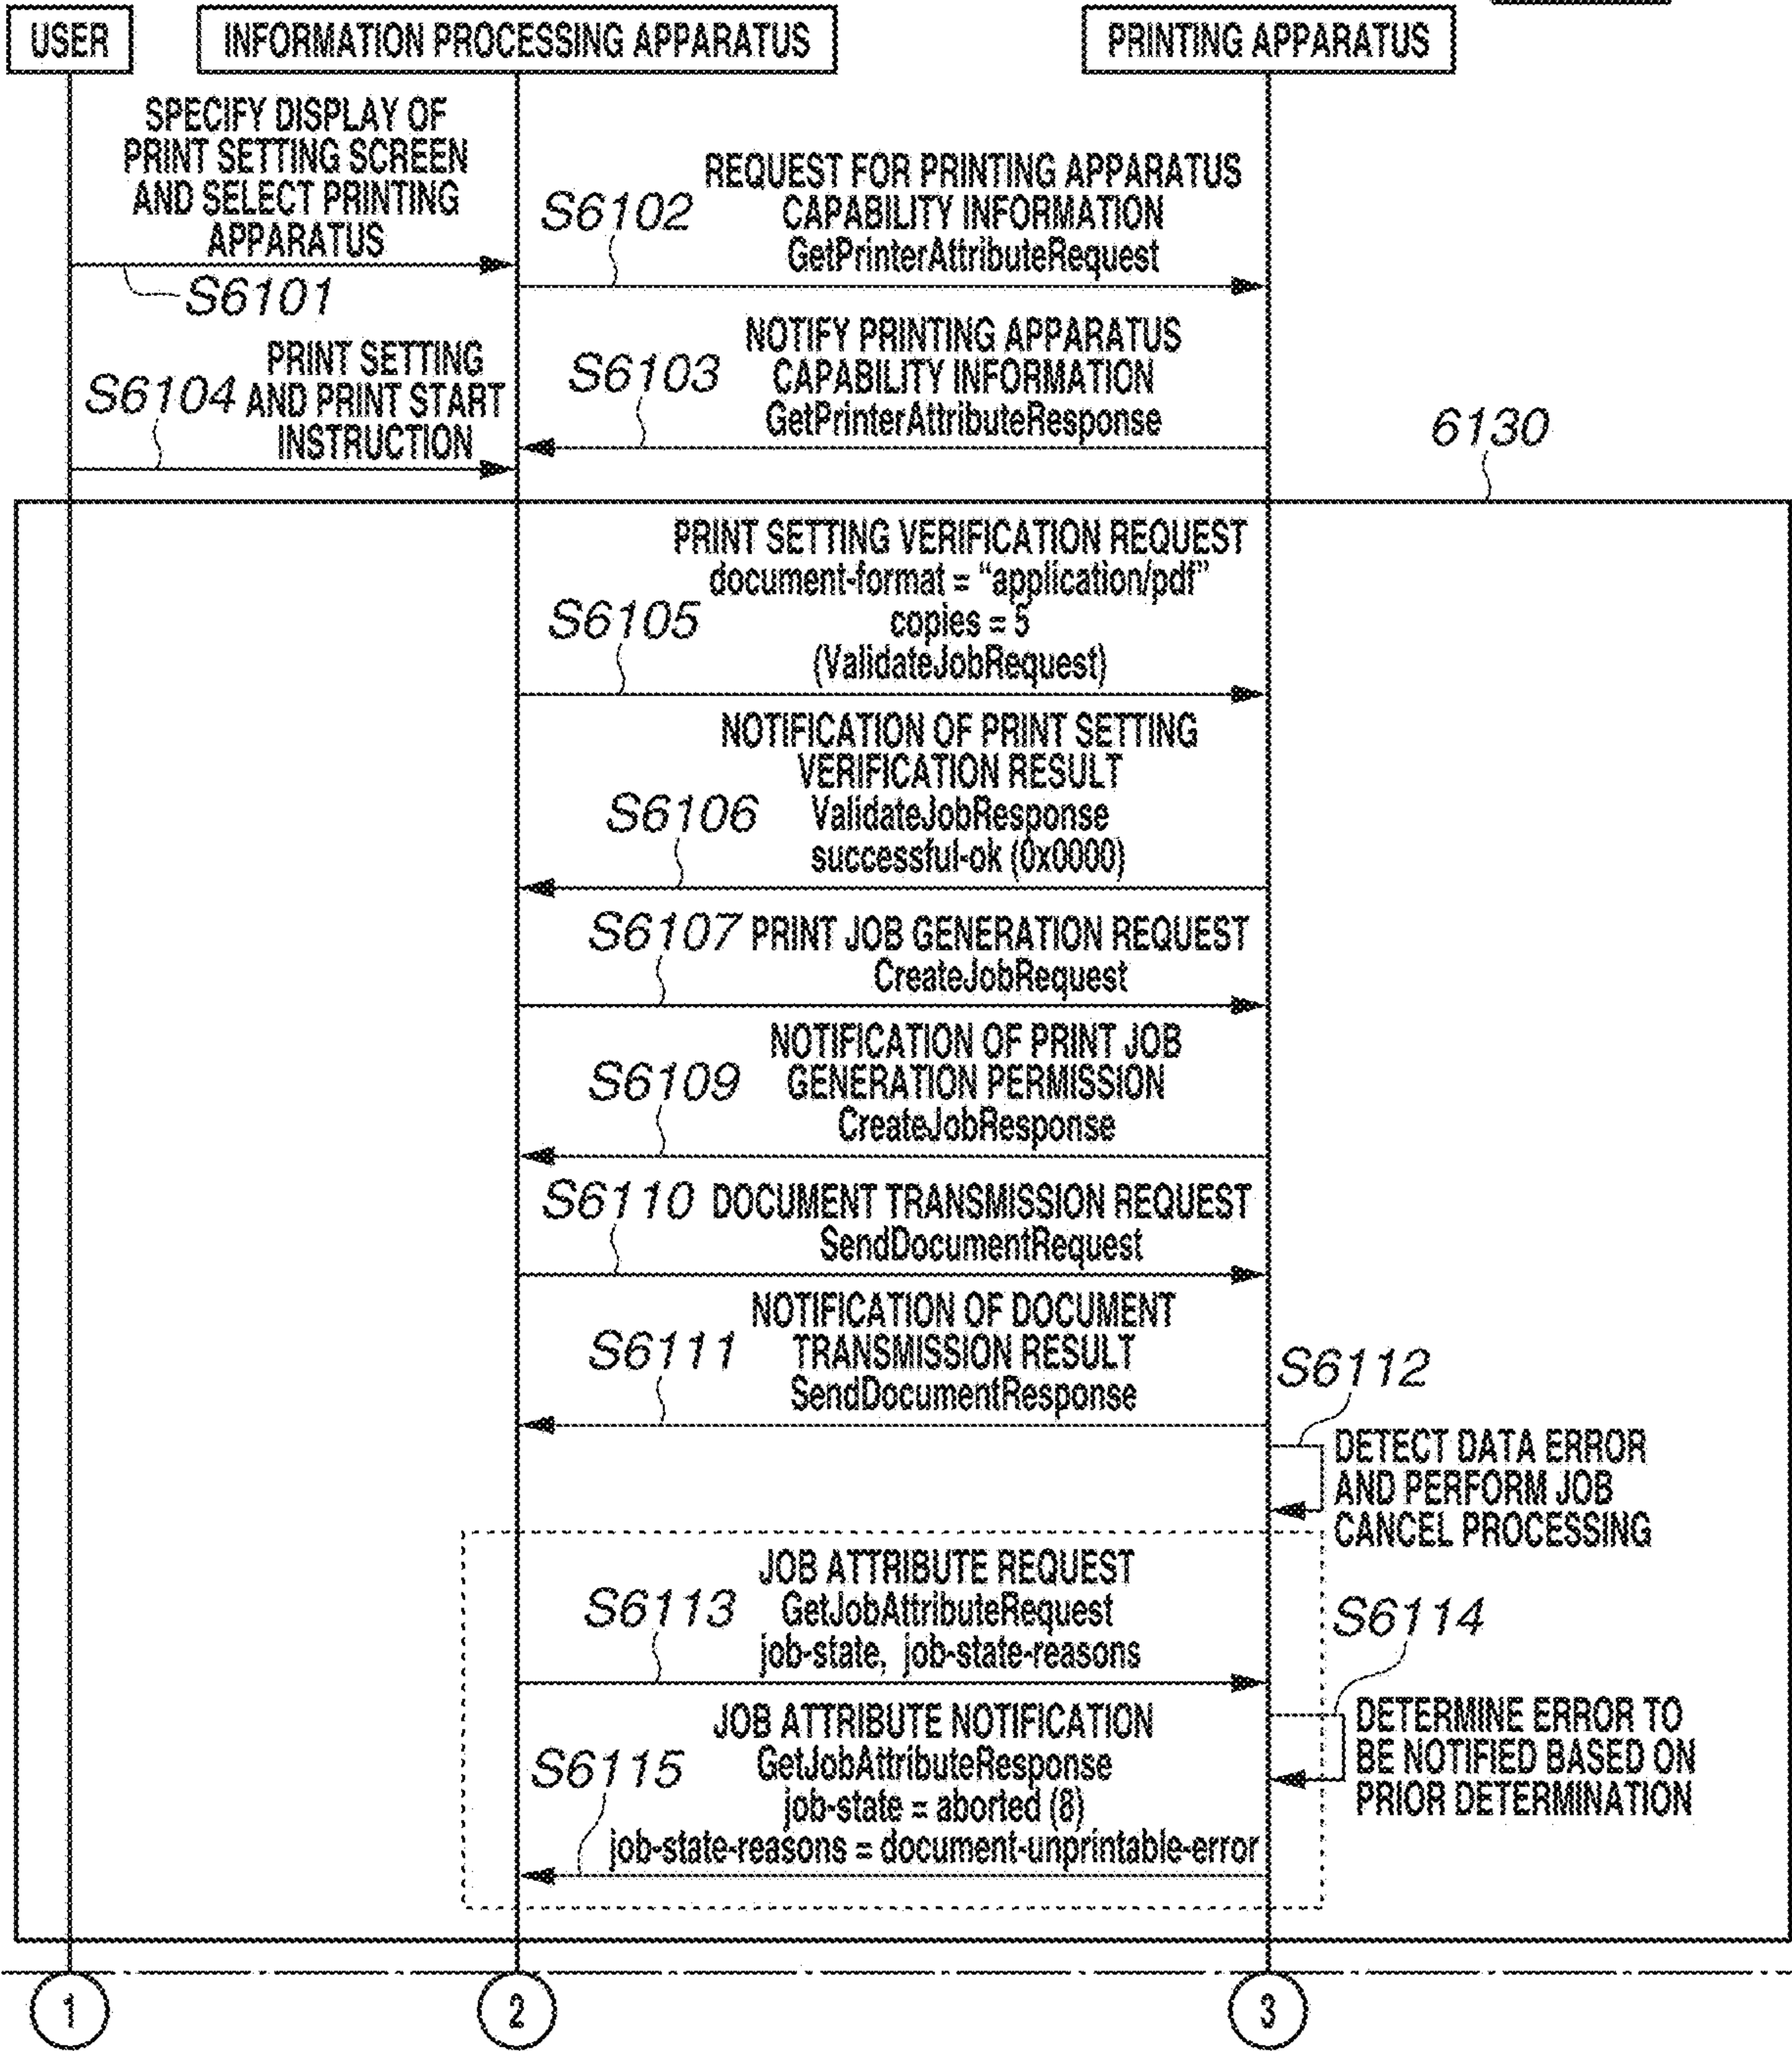 USER
INFORMATION PROCESSING APPARATUS
PRINTING APPARATUS
SPECIFY DISPLAY OF
PRINT SETTING SCREEN
AND SELECT PRINTING
APPARATUS
S6101
S6102
REQUEST FOR PRINTING APPARATUS
CAPABILITY INFORMATION
GetPrinterAttributeRequest
S6103
NOTIFY PRINTING APPARATUS
CAPABILITY INFORMATION
GetPrinterAttributeResponse
S6104
PRINT SETTING
AND PRINT START
INSTRUCTION
6130
PRINT SETTING VERIFICATION REQUEST
document-format = “application/pdf”
copies = 5
(ValidateJobRequest)
S6105
NOTIFICATION OF PRINT SETTING
VERIFICATION RESULT
ValidateJobResponse
successful-ok (0x0000)
S6106
S6107
PRINT JOB GENERATION REQUEST
CreateJobRequest
NOTIFICATION OF PRINT JOB
GENERATION PERMISSION
CreateJobResponse
S6109
S6110
DOCUMENT TRANSMISSION REQUEST
SendDocumentRequest
NOTIFICATION OF DOCUMENT
TRANSMISSION RESULT
SendDocumentResponse
S6111
S6112
DETECT DATA ERROR
AND PERFORM JOB
CANCEL PROCESSING
JOB ATTRIBUTE REQUEST
GetJobAttributeRequest
job-state, job-state-reasons
S6113
S6114
DETERMINE ERROR TO
BE NOTIFIED BASED ON
PRIOR DETERMINATION
JOB ATTRIBUTE NOTIFICATION
GetJobAttributeResponse
job-state = aborted (8)
job-state-reasons = document-unprintable-error
S6115
1
2
3